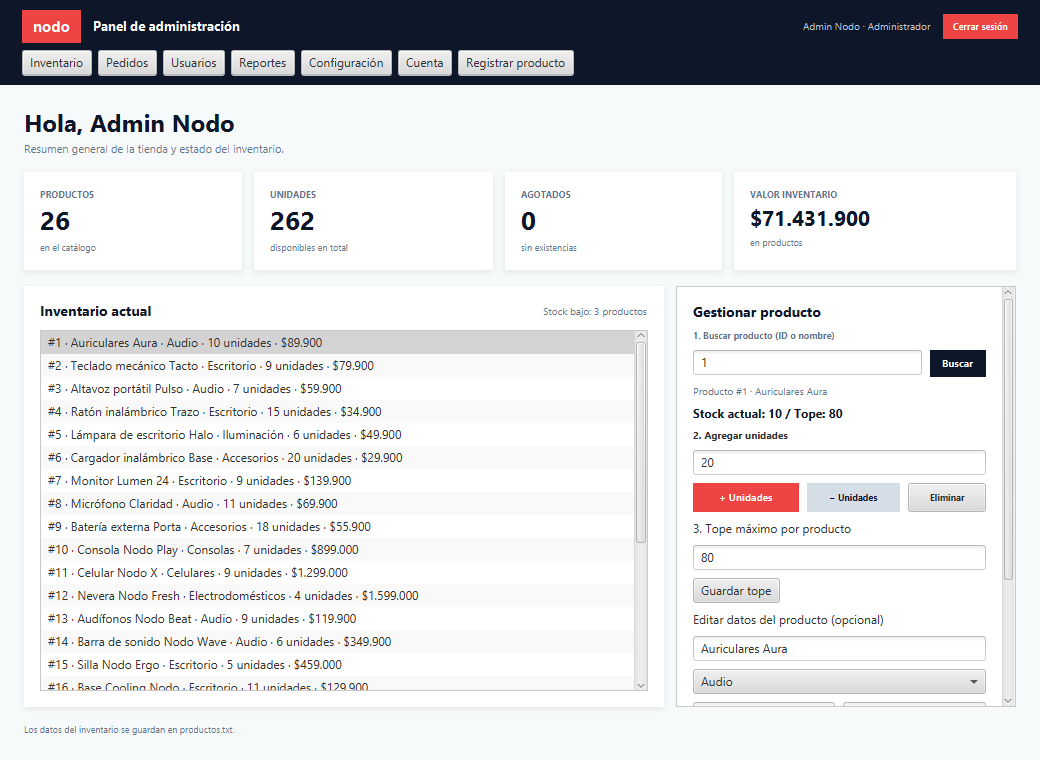 nodo
Panel de administración
Admin Nodo · Administrador
Cerrar sesión
Inventario
Pedidos
Usuarios
Reportes
Configuración
Cuenta
Registrar producto
Hola, Admin Nodo
Resumen general de la tienda y estado del inventario.
PRODUCTOS
26
en el catálogo
UNIDADES
262
disponibles en total
AGOTADOS
0
sin existencias
VALOR INVENTARIO
$71.431.900
en productos
Inventario actual
Stock bajo: 3 productos
#1 · Auriculares Aura · Audio · 10 unidades · $89.900
#2 · Teclado mecánico Tacto · Escritorio · 9 unidades · $79.900
#3 · Altavoz portátil Pulso · Audio · 7 unidades · $59.900
#4 · Ratón inalámbrico Trazo · Escritorio · 15 unidades · $34.900
#5 · Lámpara de escritorio Halo · Iluminación · 6 unidades · $49.900
#6 · Cargador inalámbrico Base · Accesorios · 20 unidades · $29.900
#7 · Monitor Lumen 24 · Escritorio · 9 unidades · $139.900
#8 · Micrófono Claridad · Audio · 11 unidades · $69.900
#9 · Batería externa Porta · Accesorios · 18 unidades · $55.900
#10 · Consola Nodo Play · Consolas · 7 unidades · $899.000
#11 · Celular Nodo X · Celulares · 9 unidades · $1.299.000
#12 · Nevera Nodo Fresh · Electrodomésticos · 4 unidades · $1.599.000
#13 · Audífonos Nodo Beat · Audio · 9 unidades · $119.900
#14 · Barra de sonido Nodo Wave · Audio · 6 unidades · $349.900
#15 · Silla Nodo Ergo · Escritorio · 5 unidades · $459.000
#16 · Base Cooling Nodo · Escritorio · 11 unidades · $129.900
Gestionar producto
1. Buscar producto (ID o nombre)
1
Buscar
Producto #1 · Auriculares Aura
Stock actual: 10 / Tope: 80
2. Agregar unidades
20
+ Unidades
− Unidades
Eliminar
3. Tope máximo por producto
80
Guardar tope
Editar datos del producto (opcional)
Auriculares Aura
Audio
Los datos del inventario se guardan en productos.txt.